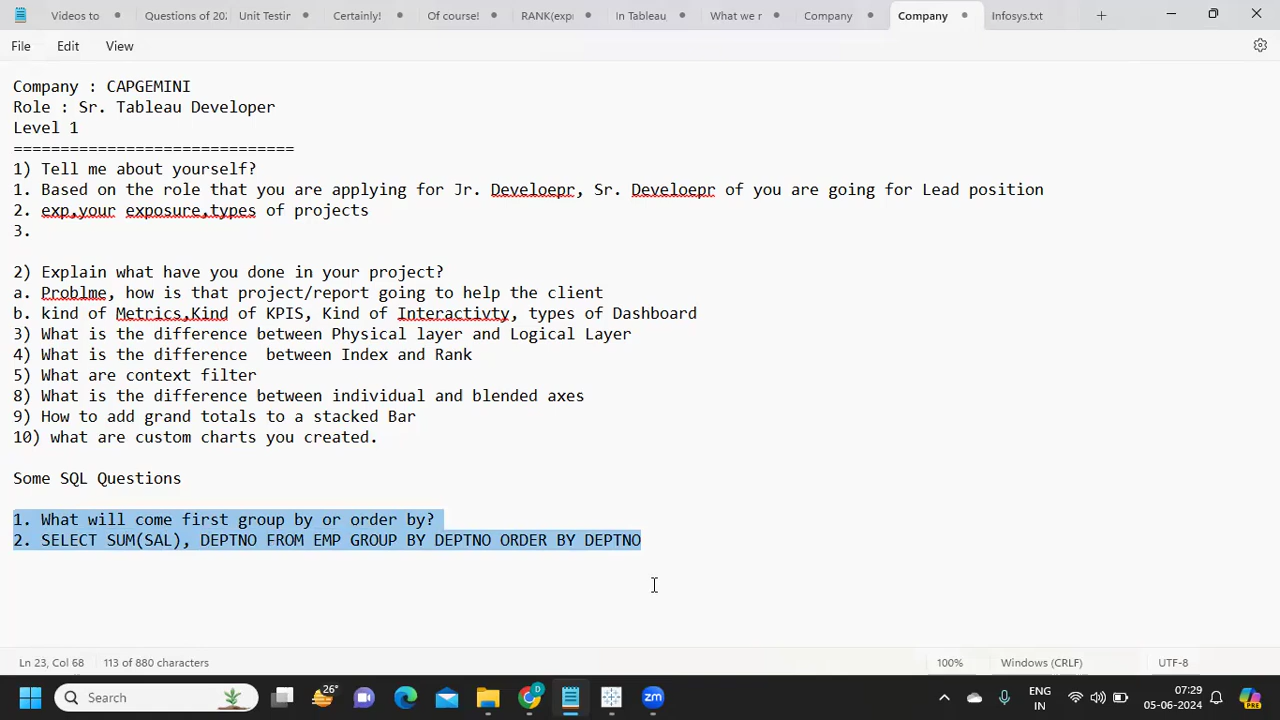 Videos to
Questions of 202
Unit Testin
Certainly!
Of course!
RANK(exp
In Tableau
What we r
Company
Company
Infosys.txt
File
Edit
View
Company : CAPGEMINI
Role : Sr. Tableau Developer
Level 1
==============================
1) Tell me about yourself?
1. Based on the role that you are applying for Jr. Develoepr, Sr. Develoepr of you are going for Lead position
2. exp,your exposure,types of projects
3.
2) Explain what have you done in your project?
a. Problme, how is that project/report going to help the client
b. kind of Metrics,Kind of KPIS, Kind of Interactivty, types of Dashboard
3) What is the difference between Physical layer and Logical Layer
4) What is the difference  between Index and Rank
5) What are context filter
8) What is the difference between individual and blended axes
9) How to add grand totals to a stacked Bar
10) what are custom charts you created.
Some SQL Questions
1. What will come first group by or order by?
2. SELECT SUM(SAL), DEPTNO FROM EMP GROUP BY DEPTNO ORDER BY DEPTNO
Ln 23, Col 68
113 of 880 characters
100%
Windows (CRLF)
UTF-8
Search
26°
ENG
IN
07:29
05-06-2024
PRE